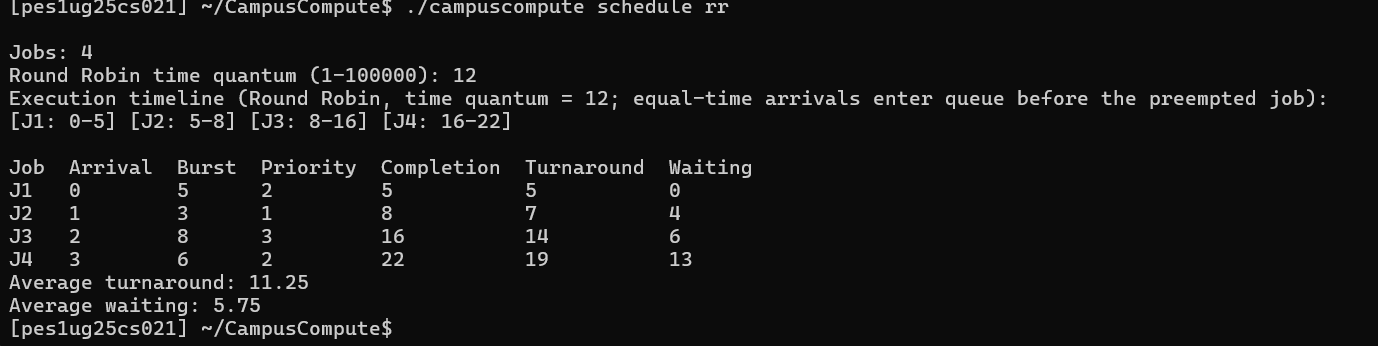 [pes1ug25cs021] ~/CampusCompute$ ./campuscompute schedule rr
Jobs: 4
Round Robin time quantum (1-100000): 12
Execution timeline (Round Robin, time quantum = 12; equal-time arrivals enter queue before the preempted job):
[J1: 0-5] [J2: 5-8] [J3: 8-16] [J4: 16-22]
Job  Arrival  Burst  Priority  Completion  Turnaround  Waiting
J1   0        5      2         5           5           0
J2   1        3      1         8           7           4
J3   2        8      3         16          14          6
J4   3        6      2         22          19          13
Average turnaround: 11.25
Average waiting: 5.75
[pes1ug25cs021] ~/CampusCompute$